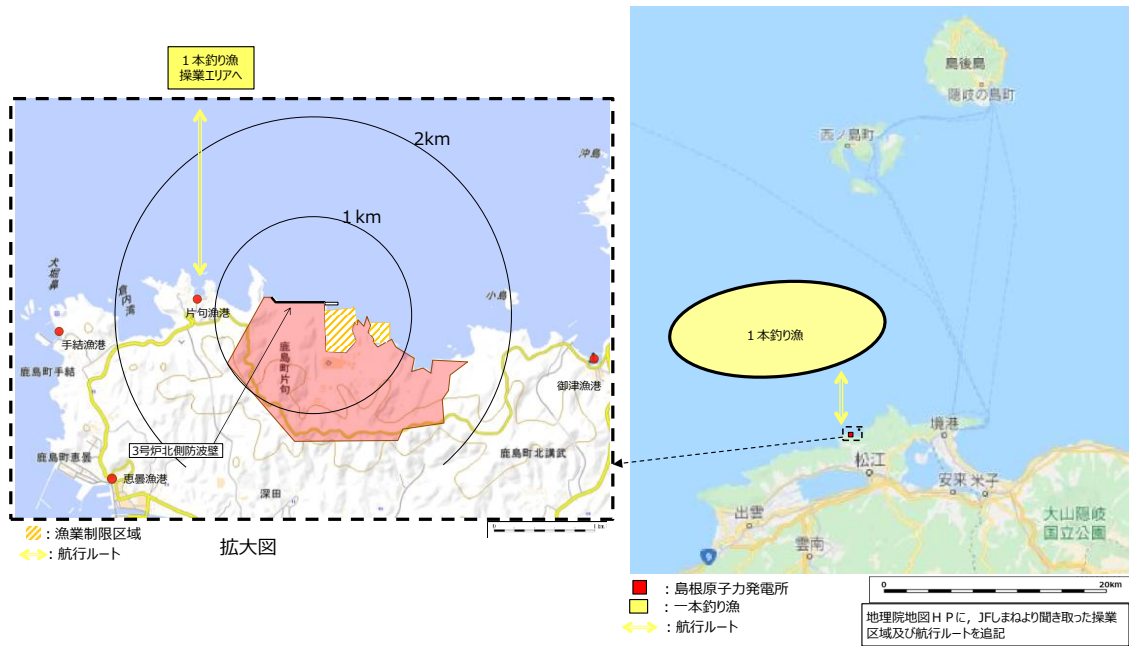 1本釣り漁
操業エリアへ
2km
1km
沖島
犬堀鼻
倉内湾
小島
片句漁港
手結漁港
鹿島町手結
鹿島町片句
御津漁港
3号炉北側防波壁
鹿島町恵曇
恵曇漁港
鹿島町北講武
深田
:漁業制限区域
:航行ルート
拡大図
島後島
隠岐の島町
西ノ島町
1本釣り漁
境港
松江
安来
米子
出雲
雲南
大山隠岐
国立公園
9
:島根原子力発電所
:一本釣り漁
:航行ルート
0
20km
地理院地図HPに,JFしまねより聞き取った操業
区域及び航行ルートを追記